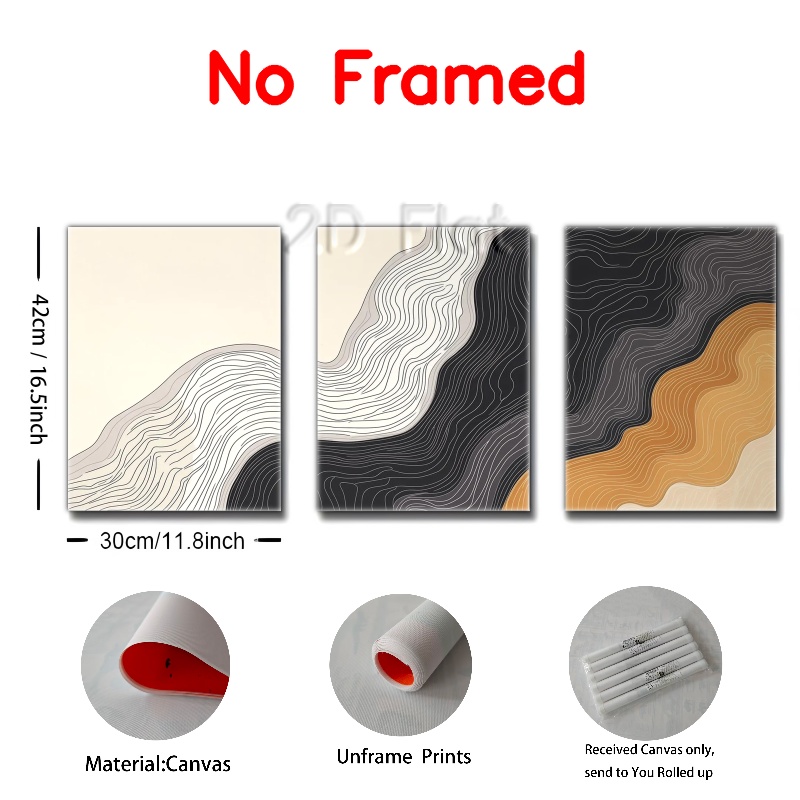 No Framed
2D Flat
42cm / 16.5inch
30cm/11.8inch
Material:Canvas
Unframe Prints
Received Canvas only,
send to You Rolled up